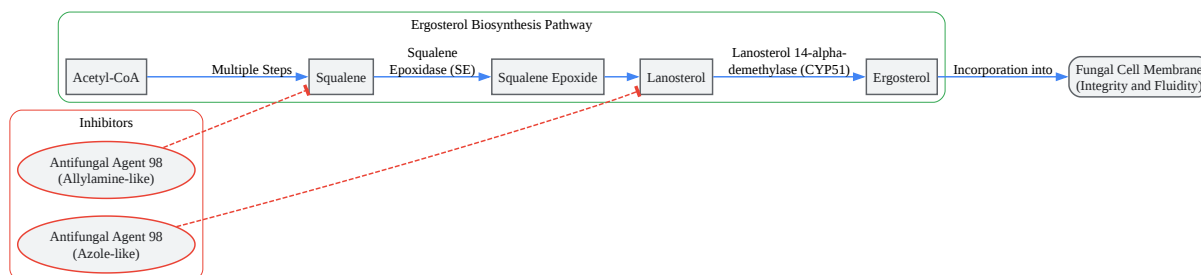 Ergosterol Biosynthesis Pathway
Acetyl-CoA
Multiple Steps
Squalene
Squalene
Epoxidase (SE)
Squalene Epoxide
Lanosterol
Lanosterol 14-alpha-
demethylase (CYP51)
Ergosterol
Incorporation into
Fungal Cell Membrane
(Integrity and Fluidity)
Inhibitors
Antifungal Agent 98
(Allylamine-like)
Antifungal Agent 98
(Azole-like)